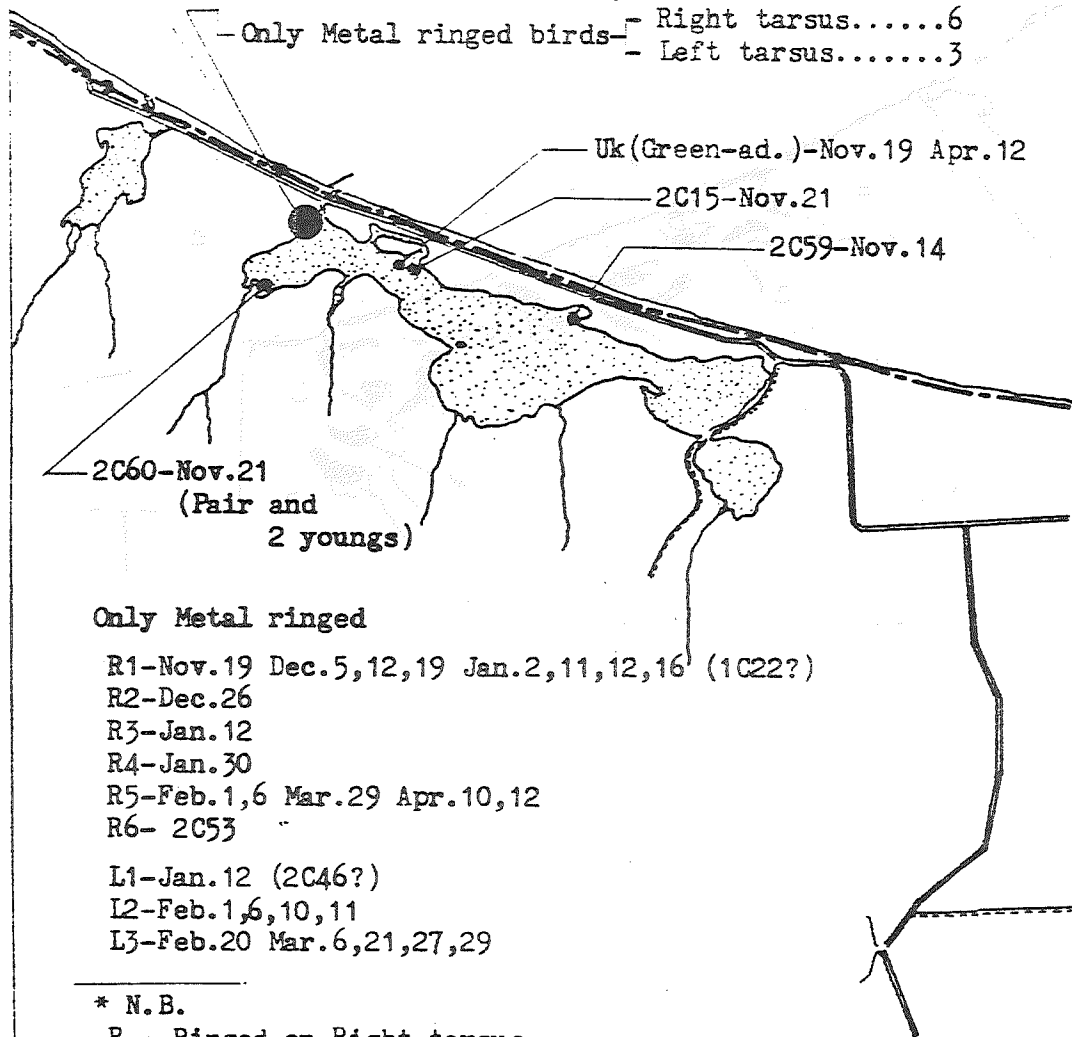 - Right tarsus......6
-Only Metal ringed birds-
- Left tarsus.......3
Uk(Green-ad.)-Nov.19 Apr.12
2C15-Nov.21
2C59-Nov.14
2C60-Nov.21
(Pair and
2 youngs)
Only Metal ringed
R1-Nov.19 Dec.5,12,19 Jan.2,11,12,16 (1C22?)
R2-Dec.26
R3-Jan.12
R4-Jan.30
R5-Feb.1,6 Mar.29 Apr.10,12
R6- 2C53
L1-Jan.12 (2C46?)
L2-Feb.1,6,10,11
L3-Feb.20 Mar.6,21,27,29
* N.B.
R - Ringed on Right tarsus